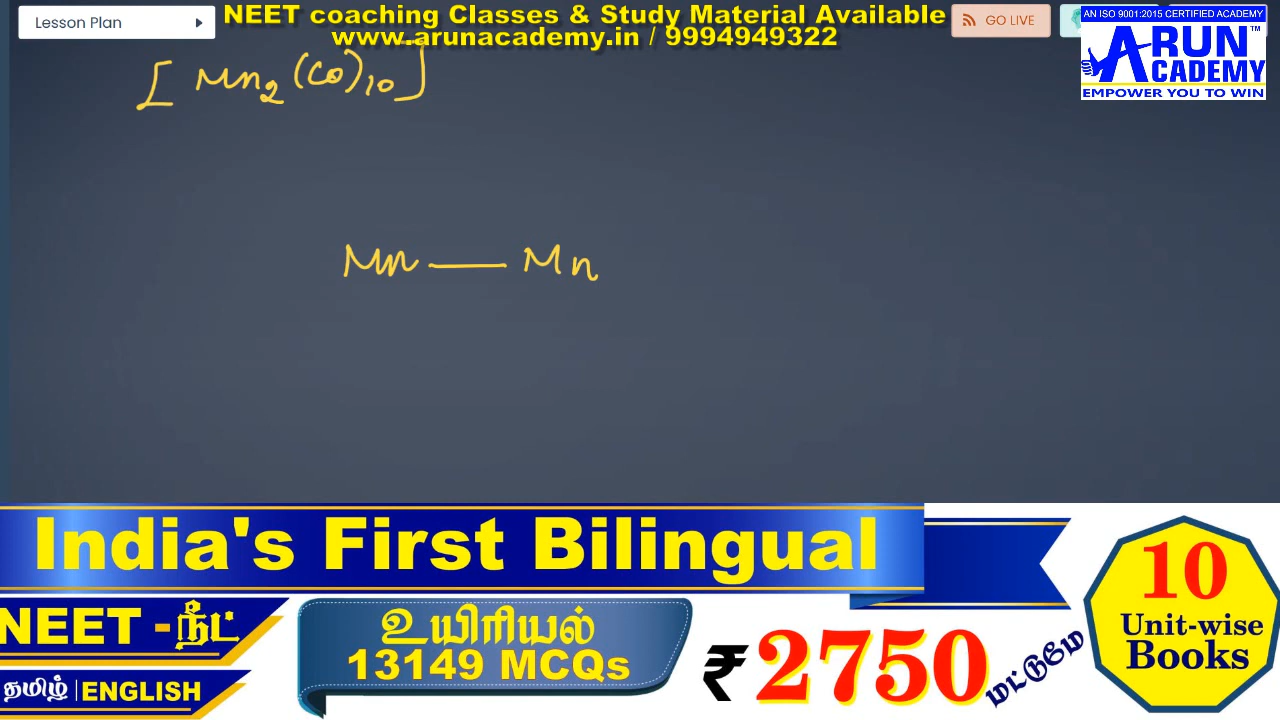 Lesson Plan
NEET coaching Classes & Study Material Available
www.arunacademy.in / 9994949322
GO LIVE
AN ISO 9001:2015 CERTIFIED ACADEMY
ARUN™
ACADEMY
EMPOWER YOU TO WIN
[Mn₂(CO)₁₀]
Mn — Mn
India's First Bilingual
NEET - நீட்
தமிழ் | ENGLISH
உயிரியல்
13149 MCQs
₹ 2750 மட்டுமே
10
Unit-wise
Books